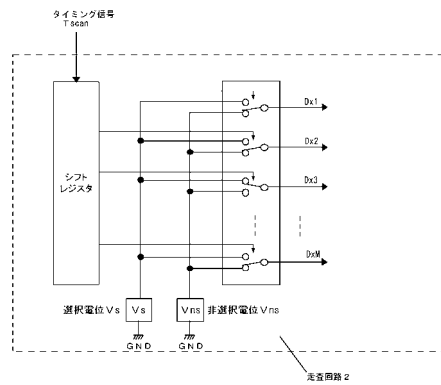 タイミング信号
Tscan
Dx1
Dx2
シフト
レジスタ
Dx3
DxM
選択電位Vs
Vs
Vns
非選択電位Vns
GND
GND
走査回路2